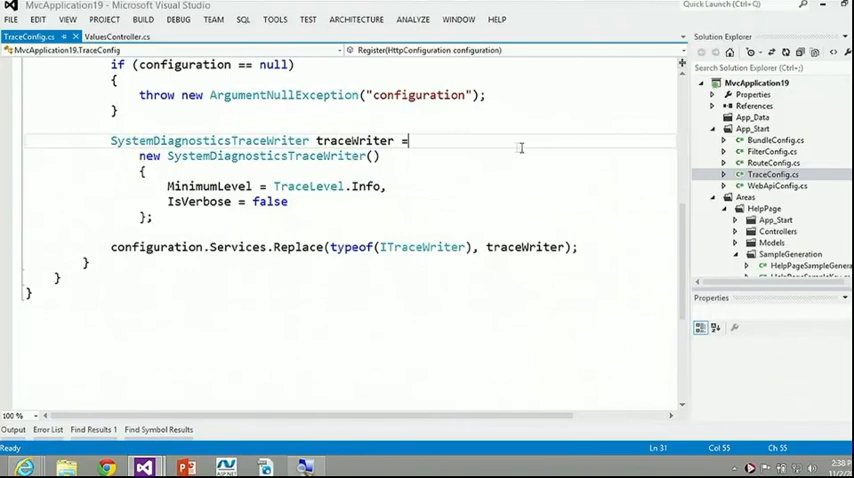 MvcApplication19 - Microsoft Visual Studio
Quick Launch (Ctrl+Q)
FILE EDIT VIEW PROJECT BUILD DEBUG TEAM SQL TOOLS TEST ARCHITECTURE ANALYZE WINDOW HELP
TraceConfig.cs
ValuesController.cs
MvcApplication19.TraceConfig
Register(HttpConfiguration configuration)
if (configuration == null)
{
throw new ArgumentNullException("configuration");
}
SystemDiagnosticsTraceWriter traceWriter =
new SystemDiagnosticsTraceWriter()
{
MinimumLevel = TraceLevel.Info,
IsVerbose = false
};
configuration.Services.Replace(typeof(ITraceWriter), traceWriter);
}
}
}
100 %
Output Error List Find Results 1 Find Symbol Results
Ready
Ln 31 Col 55 Ch 55
Solution Explorer
Search Solution Explorer (Ctrl+;)
MvcApplication19
Properties
References
App_Data
App_Start
BundleConfig.cs
FilterConfig.cs
RouteConfig.cs
TraceConfig.cs
WebApiConfig.cs
Areas
HelpPage
App_Start
Controllers
Models
SampleGeneration
HelpPageSampleGenera
Properties
2:38 P